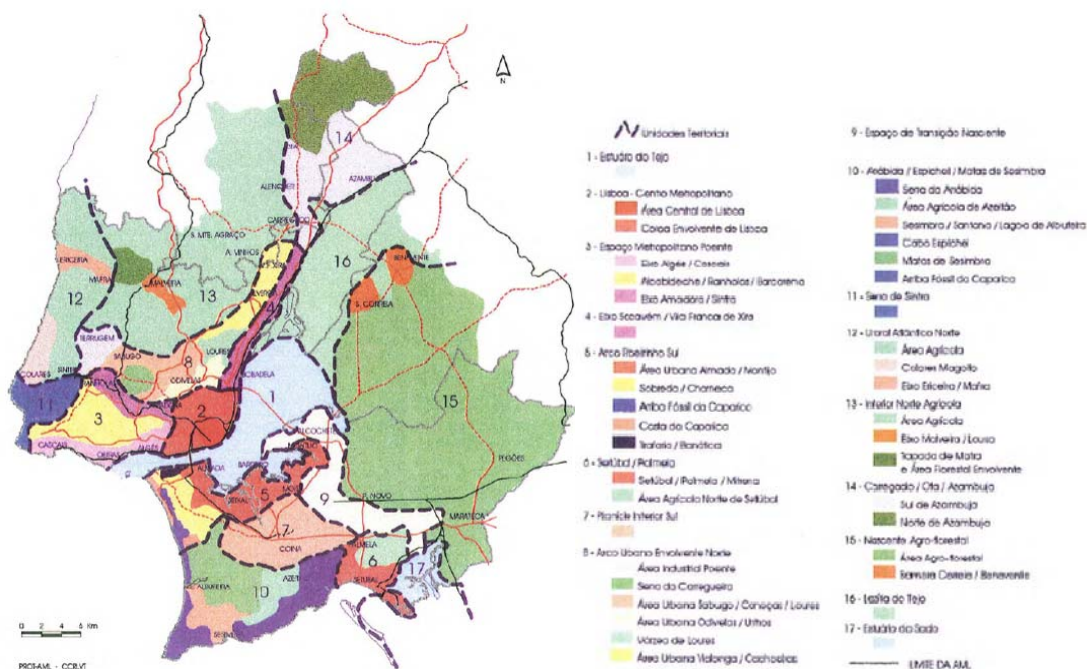 N
14
AZAMBUJA
ALENQUER
CARREGADO
S. MTE. AGRAÇO
A. VINHOS
16
BENAVENTE
S. CORREIA
ERICEIRA
MAFRA
MALVEIRA
12
13
4
TERRUGEM
SABUGO
LOURES
8
ODIVELAS
BOBADELA
COLARES
SINTRA
11
3
2
1
15
CASCAIS
OEIRAS
ALGÉS
ALCOCHETE
ALMADA
BARREIRO
PEGÕES
SEIXAL
5
9
P. NOVO
MARATECA
7
COINA
PALMELA
6
17
SETÚBAL
ALBUFEIRA
10
AZEITÃO
0 2 4 6 Km
PROT-AML - CCRLVT
Unidades Territoriais
1 - Estuário do Tejo
2 - Lisboa - Centro Metropolitano
Área Central de Lisboa
Coroa Envolvente de Lisboa
3 - Espaço Metropolitano Poente
Eixo Algés / Cascais
Alcabideche / Ranholas / Barcarena
Eixo Amadora / Sintra
4 - Eixo Sacavém / Vila Franca de Xira
5 - Arco Ribeirinho Sul
Área Urbana Almada / Montijo
Sobreda / Charneca
Arriba Fóssil da Caparica
Costa da Caparica
Trafaria / Banática
6 - Setúbal / Palmela
Setúbal / Palmela / Mitrena
Área Agrícola Norte de Setúbal
7 - Planície Interior Sul
8 - Arco Urbano Envolvente Norte
Área Industrial Poente
Serra da Carregueira
Área Urbana Sabugo / Caneças / Loures
Área Urbana Odivelas / Unhos
Várzea de Loures
Área Urbana Vialonga / Cachoeiras
9 - Espaço de Transição Nascente
10 - Arrábida / Espichel / Matas de Sesimbra
Serra da Arrábida
Área Agrícola de Azeitão
Sesimbra / Santana / Lagoa de Albufeira
Cabo Espichel
Matas de Sesimbra
Arriba Fóssil da Caparica
11 - Serra de Sintra
12 - Litoral Atlântico Norte
Área Agrícola
Colares Magoito
Eixo Ericeira / Mafra
13 - Interior Norte Agrícola
Área Agrícola
Eixo Malveira / Lousa
Tapada de Mafra
e Área Florestal Envolvente
14 - Carregado / Ota / Azambuja
Sul de Azambuja
Norte de Azambuja
15 - Nascente Agro-florestal
Área Agro-florestal
Samora Correia / Benavente
16 - Lezíria do Tejo
17 - Estuário do Sado
LIMITE DA AML